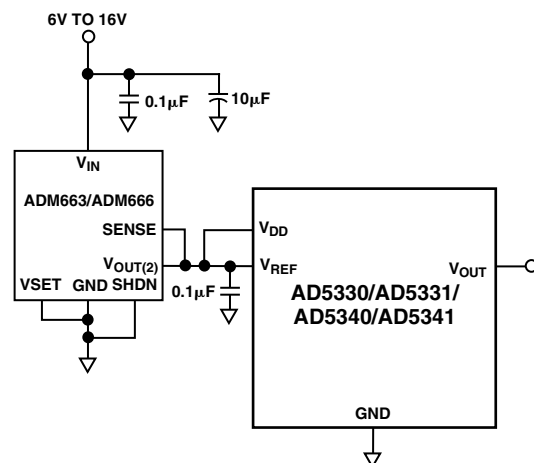 6V TO 16V
0.1μF
10μF
VIN
ADM663/ADM666
SENSE
VOUT(2)
VSET
GND
SHDN
0.1μF
VDD
VREF
VOUT
AD5330/AD5331/
AD5340/AD5341
GND